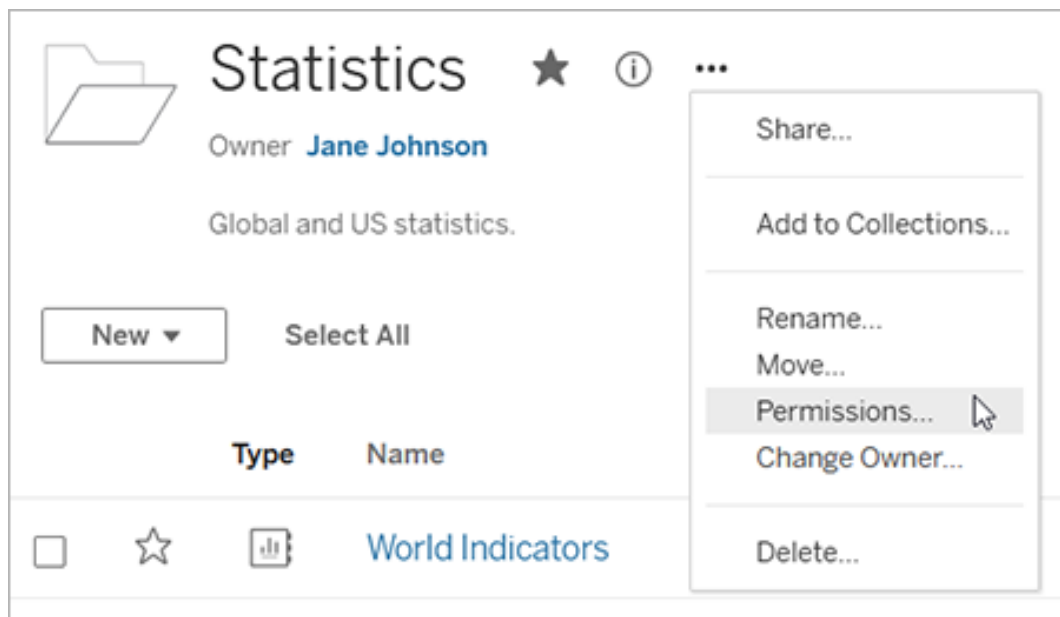 Statistics
Owner Jane Johnson
Global and US statistics.
New
Select All
Type Name
World Indicators
Share...
Add to Collections...
Rename...
Move...
Permissions...
Change Owner...
Delete...